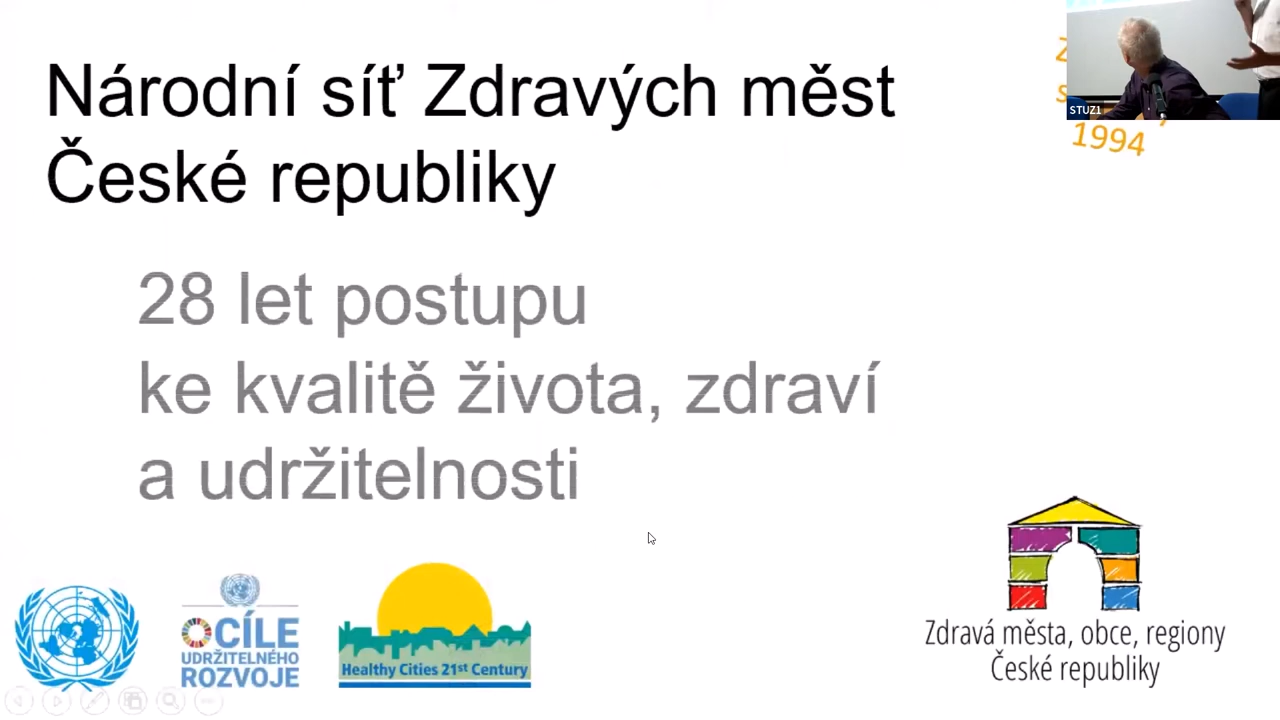 Národní síť Zdravých měst
České republiky
1994
STUZ1
28 let postupu
ke kvalitě života, zdraví
a udržitelnosti
CÍLE
UDRŽITELNÉHO
ROZVOJE
Healthy Cities 21st Century
Zdravá města, obce, regiony
České republiky